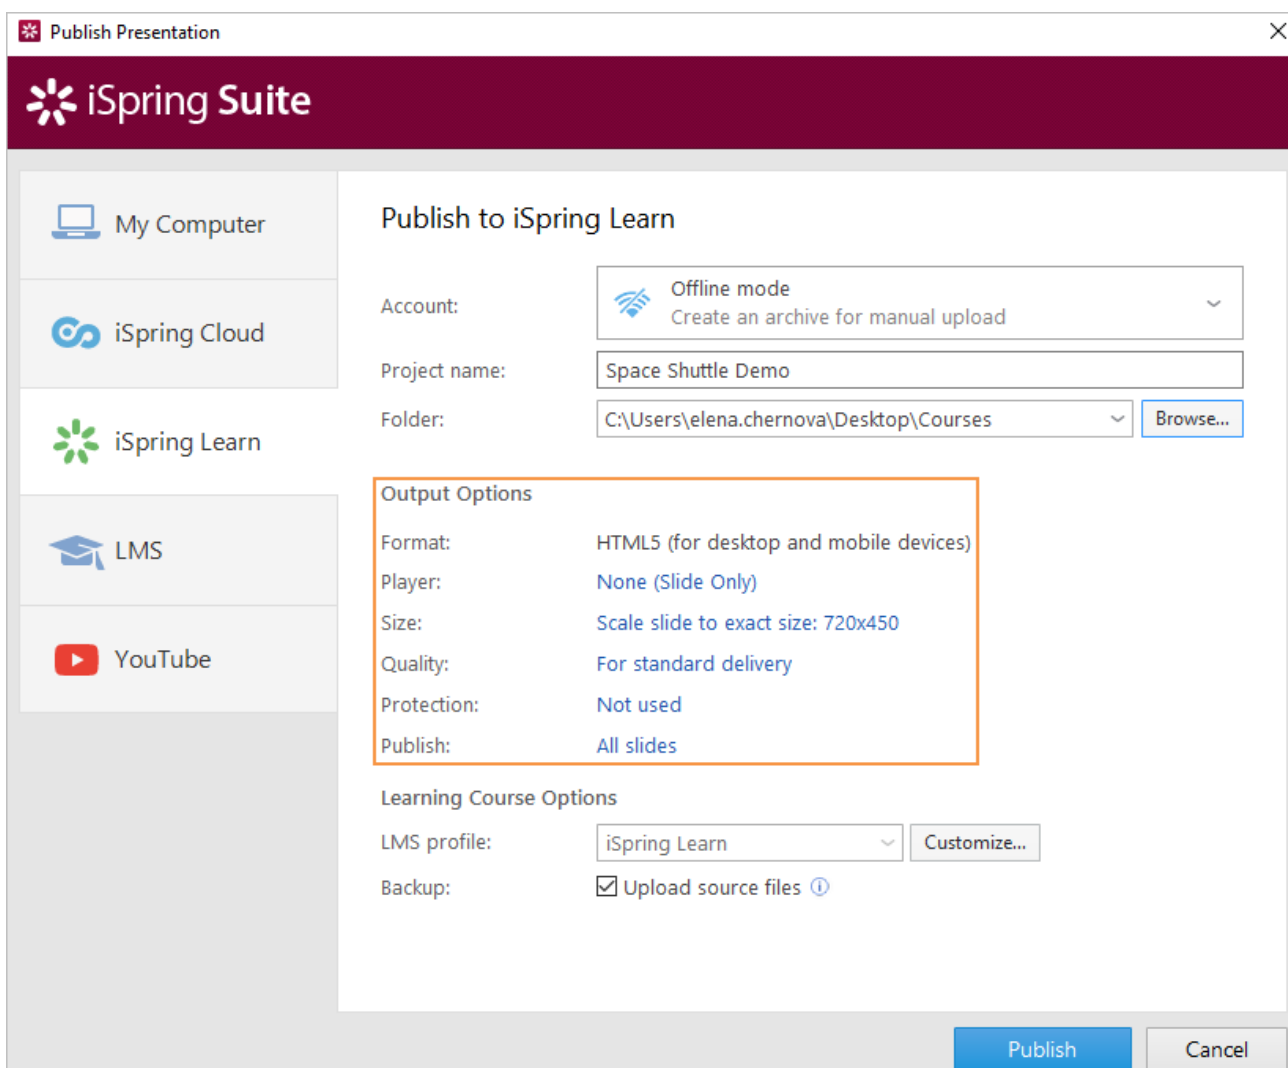 Publish Presentation
iSpring Suite
My Computer
iSpring Cloud
iSpring Learn
LMS
YouTube
Publish to iSpring Learn
Account:
Offline mode
Create an archive for manual upload
Project name: Space Shuttle Demo
Folder: C:\Users\elena.chernova\Desktop\Courses Browse...
Output Options
Format: HTML5 (for desktop and mobile devices)
Player: None (Slide Only)
Size: Scale slide to exact size: 720x450
Quality: For standard delivery
Protection: Not used
Publish: All slides
Learning Course Options
LMS profile: iSpring Learn Customize...
Backup: Upload source files
Publish Cancel